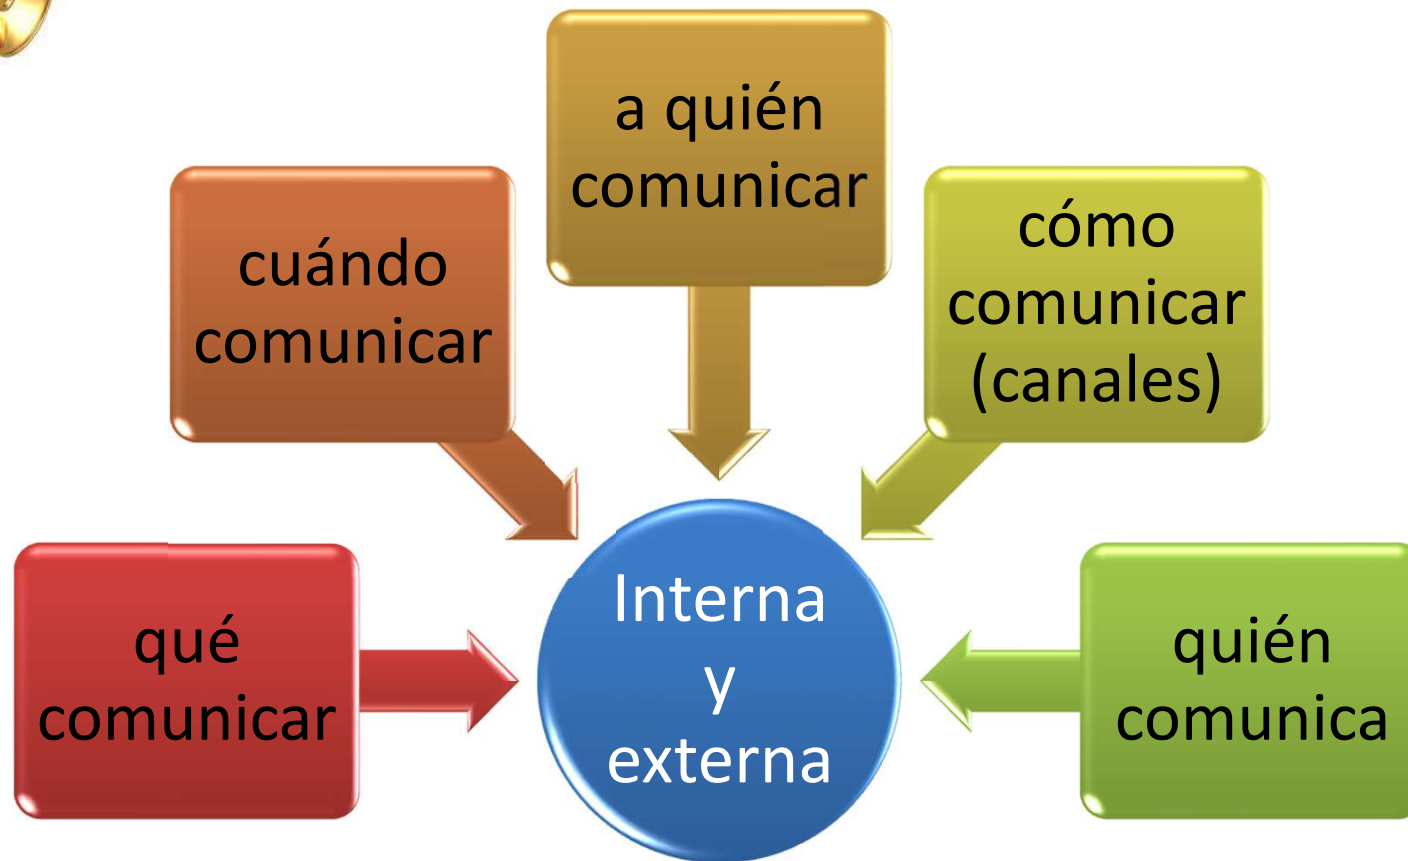 a quién
comunicar
cuándo
comunicar
cómo
comunicar
(canales)
qué
comunicar
Interna
y
externa
quién
comunica